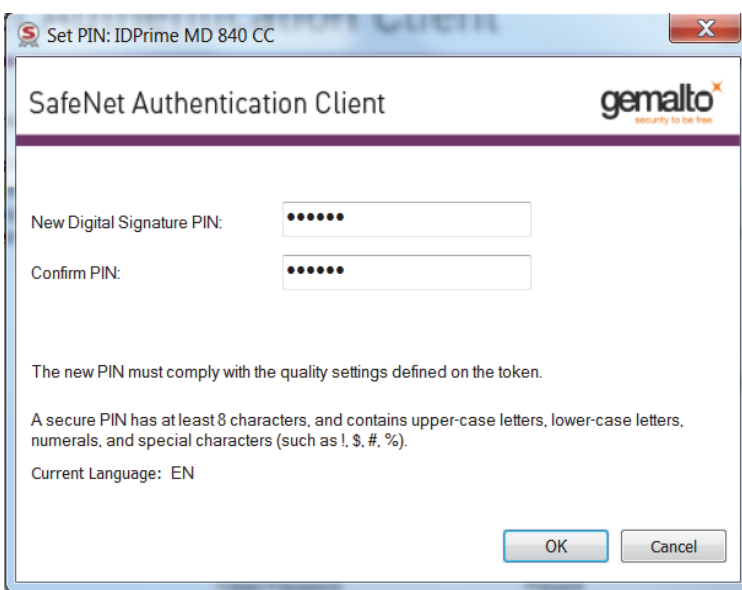 Authentication Client
Set PIN: IDPrime MD 840 CC
X
SafeNet Authentication Client
gemalto
security to be free
New Digital Signature PIN:
••••••
Confirm PIN:
••••••
The new PIN must comply with the quality settings defined on the token.
A secure PIN has at least 8 characters, and contains upper-case letters, lower-case letters,
numerals, and special characters (such as !, $, #, %).
Current Language: EN
OK
Cancel